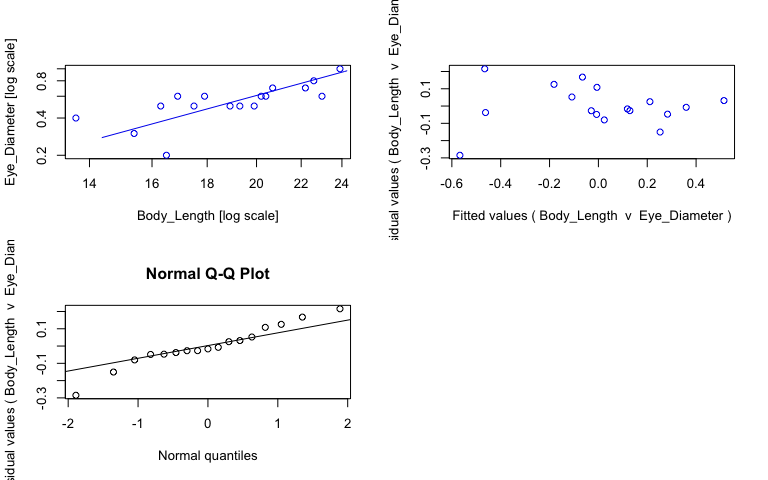 Eye_Diameter [log scale]
0.8
0.4
0.2
14 16 18 20 22 24
Body_Length [log scale]
sidual values ( Body_Length v Eye_Dian
0.1
-0.1
-0.3
-0.6 -0.4 -0.2 0.0 0.2 0.4
Fitted values ( Body_Length v Eye_Diameter )
Normal Q-Q Plot
sidual values ( Body_Length v Eye_Dian
0.1
-0.1
-0.3
-2 -1 0 1 2
Normal quantiles